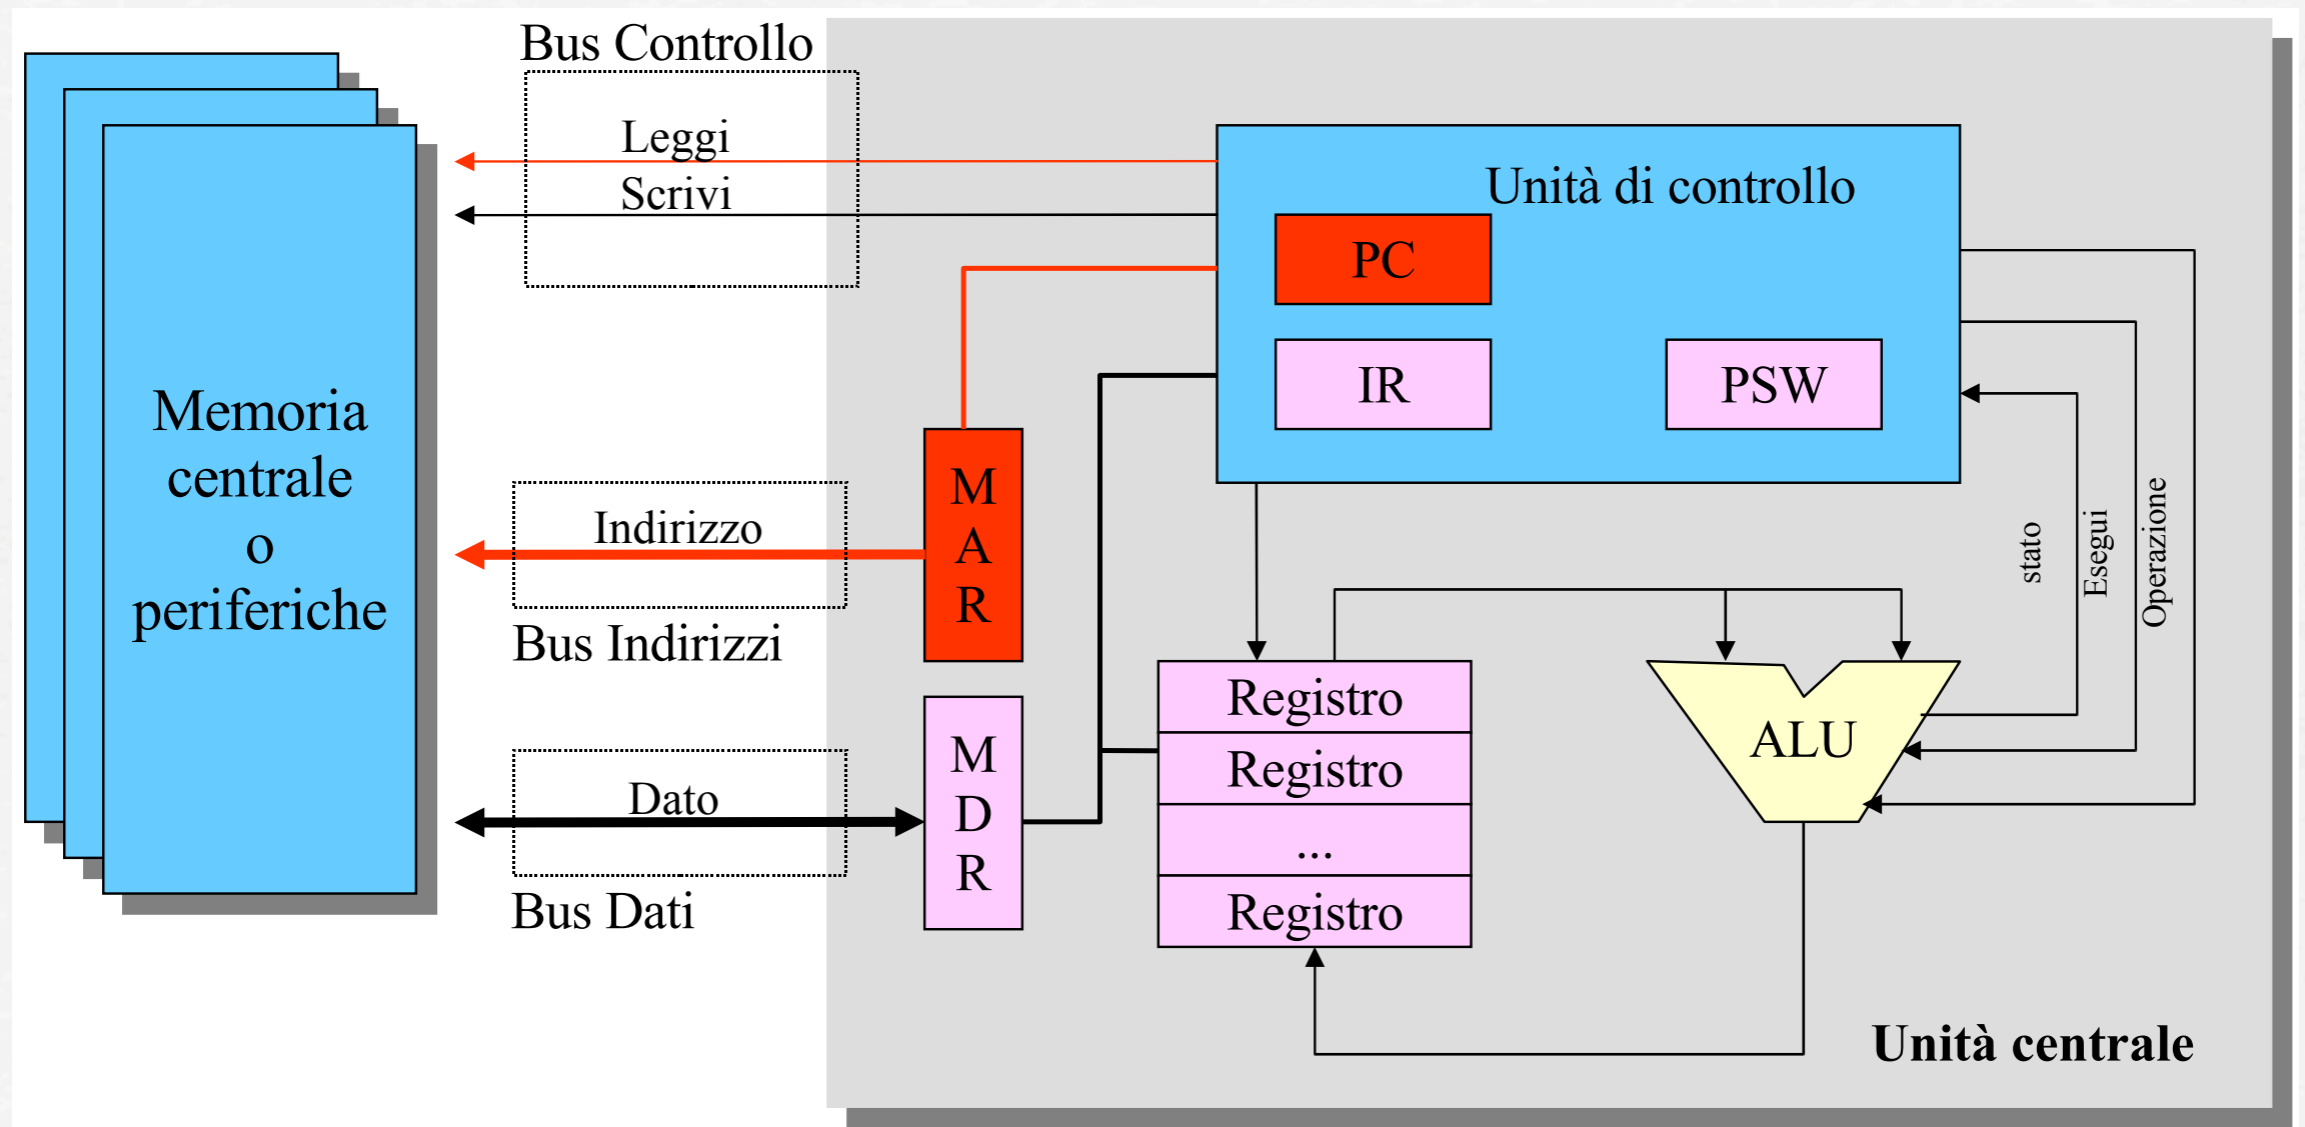 Bus Controllo
Leggi
Scrivi
Unità di controllo
PC
IR
PSW
Memoria
centrale
o
periferiche
Indirizzo
Bus Indirizzi
M
A
R
stato
Esegui
Operazione
Dato
Bus Dati
M
D
R
Registro
Registro
...
Registro
ALU
Unità centrale